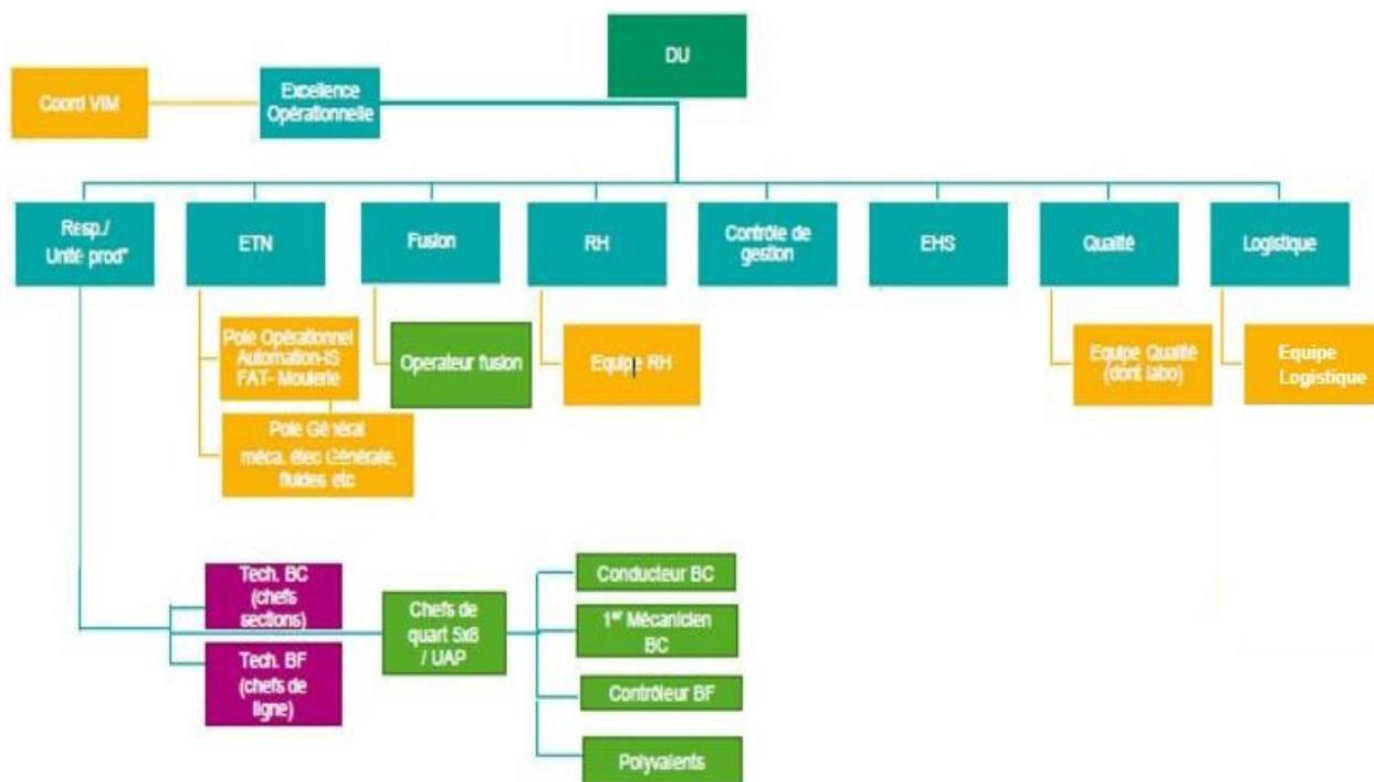 DU
Coord VIM
Excellence
Opérationnelle
Resp./
Unité prod°
ETN
Fusion
RH
Contrôle de
gestion
EHS
Qualité
Logistique
Pole Opérationnel
Automation-IS
FAT- Moulerie
Operateur fusion
Equipe RH
Equipe Qualité
(dont labo)
Equipe
Logistique
Pole Général
méca. élec Générale,
fluides etc
Tech. BC
(chefs
sections)
Tech. BF
(chefs de
ligne)
Chefs de
quart 5x8
/ UAP
Conducteur BC
1er Mécanicien
BC
Contrôleur BF
Polyvalents